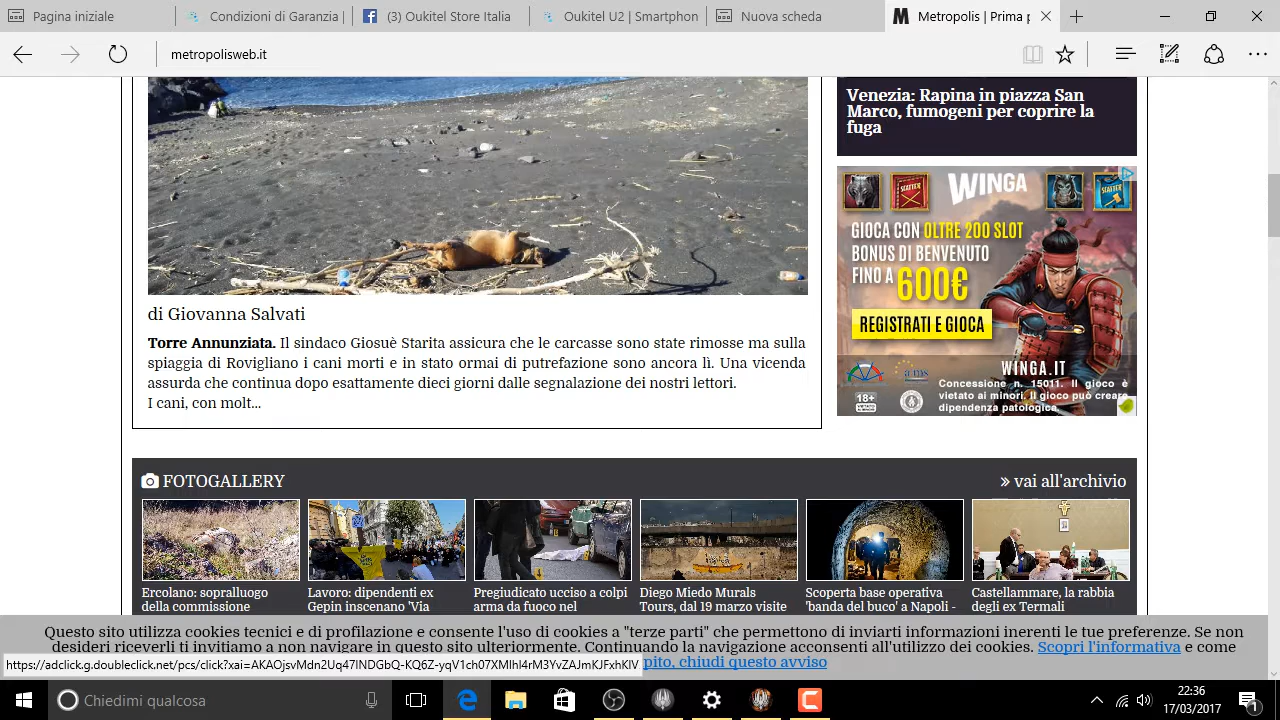 Pagina iniziale
Condizioni di Garanzia |
(3) Oukitel Store Italia
Oukitel U2 | Smartphon
Nuova scheda
Metropolis | Prima p
metropolisweb.it
Venezia: Rapina in piazza San
Marco, fumogeni per coprire la
fuga
SCATTER
WINGA
SCATTER
GIOCA CON OLTRE 200 SLOT
BONUS DI BENVENUTO
FINO A 600€
REGISTRATI E GIOCA
WINGA.IT
aams
18+
Concessione n. 15011. Il gioco è
vietato ai minori. Il gioco può creare
dipendenza patologica.
di Giovanna Salvati
Torre Annunziata. Il sindaco Giosuè Starita assicura che le carcasse sono state rimosse ma sulla
spiaggia di Rovigliano i cani morti e in stato ormai di putrefazione sono ancora lì. Una vicenda
assurda che continua dopo esattamente dieci giorni dalle segnalazione dei nostri lettori.
I cani, con molt...
FOTOGALLERY
» vai all'archivio
Ercolano: sopralluogo
della commissione
Lavoro: dipendenti ex
Gepin inscenano 'Via
Pregiudicato ucciso a colpi
arma da fuoco nel
Diego Miedo Murals
Tours, dal 19 marzo visite
Scoperta base operativa
'banda del buco' a Napoli -
Castellammare, la rabbia
degli ex Termali
Questo sito utilizza cookies tecnici e di profilazione e consente l'uso di cookies a "terze parti" che permettono di inviarti informazioni inerenti le tue preferenze. Se non
desideri riceverli ti invitiamo a non navigare in questo sito ulteriormente. Continuando la navigazione acconsenti all'utilizzo dei cookies. Scopri l'informativa e come
pito, chiudi questo avviso
Chiedimi qualcosa
22:36
17/03/2017
1